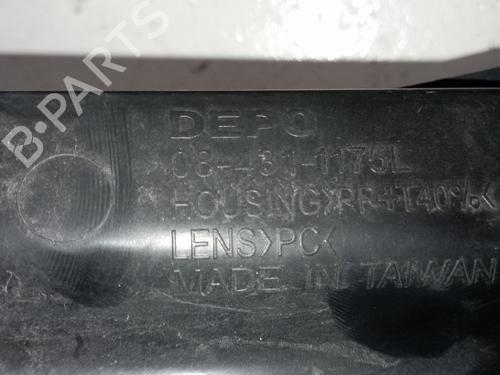 B-PARTS
DEPO
08-431-1175L
HOUSING>PP+T40%<
LENS>PC<
MADE IN TAIWAN